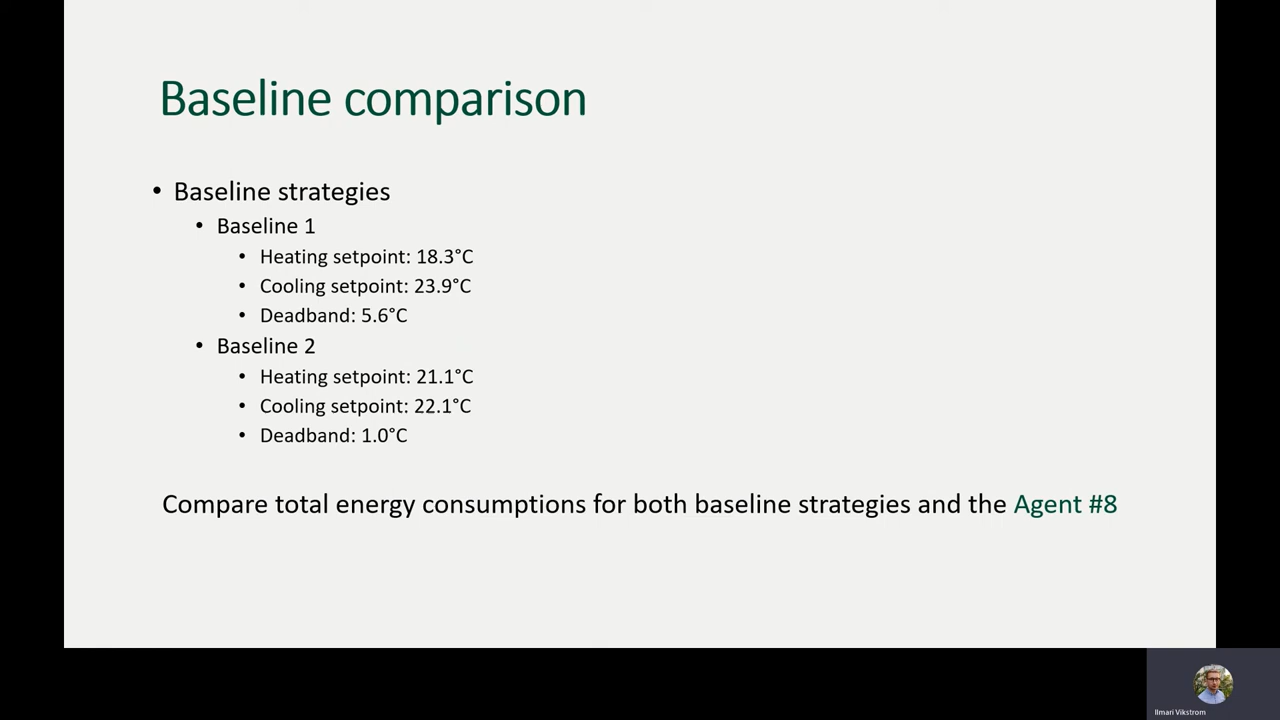 Baseline comparison
• Baseline strategies
• Baseline 1
• Heating setpoint: 18.3°C
• Cooling setpoint: 23.9°C
• Deadband: 5.6°C
• Baseline 2
• Heating setpoint: 21.1°C
• Cooling setpoint: 22.1°C
• Deadband: 1.0°C
Compare total energy consumptions for both baseline strategies and the Agent #8
Ilmari Vikstrom